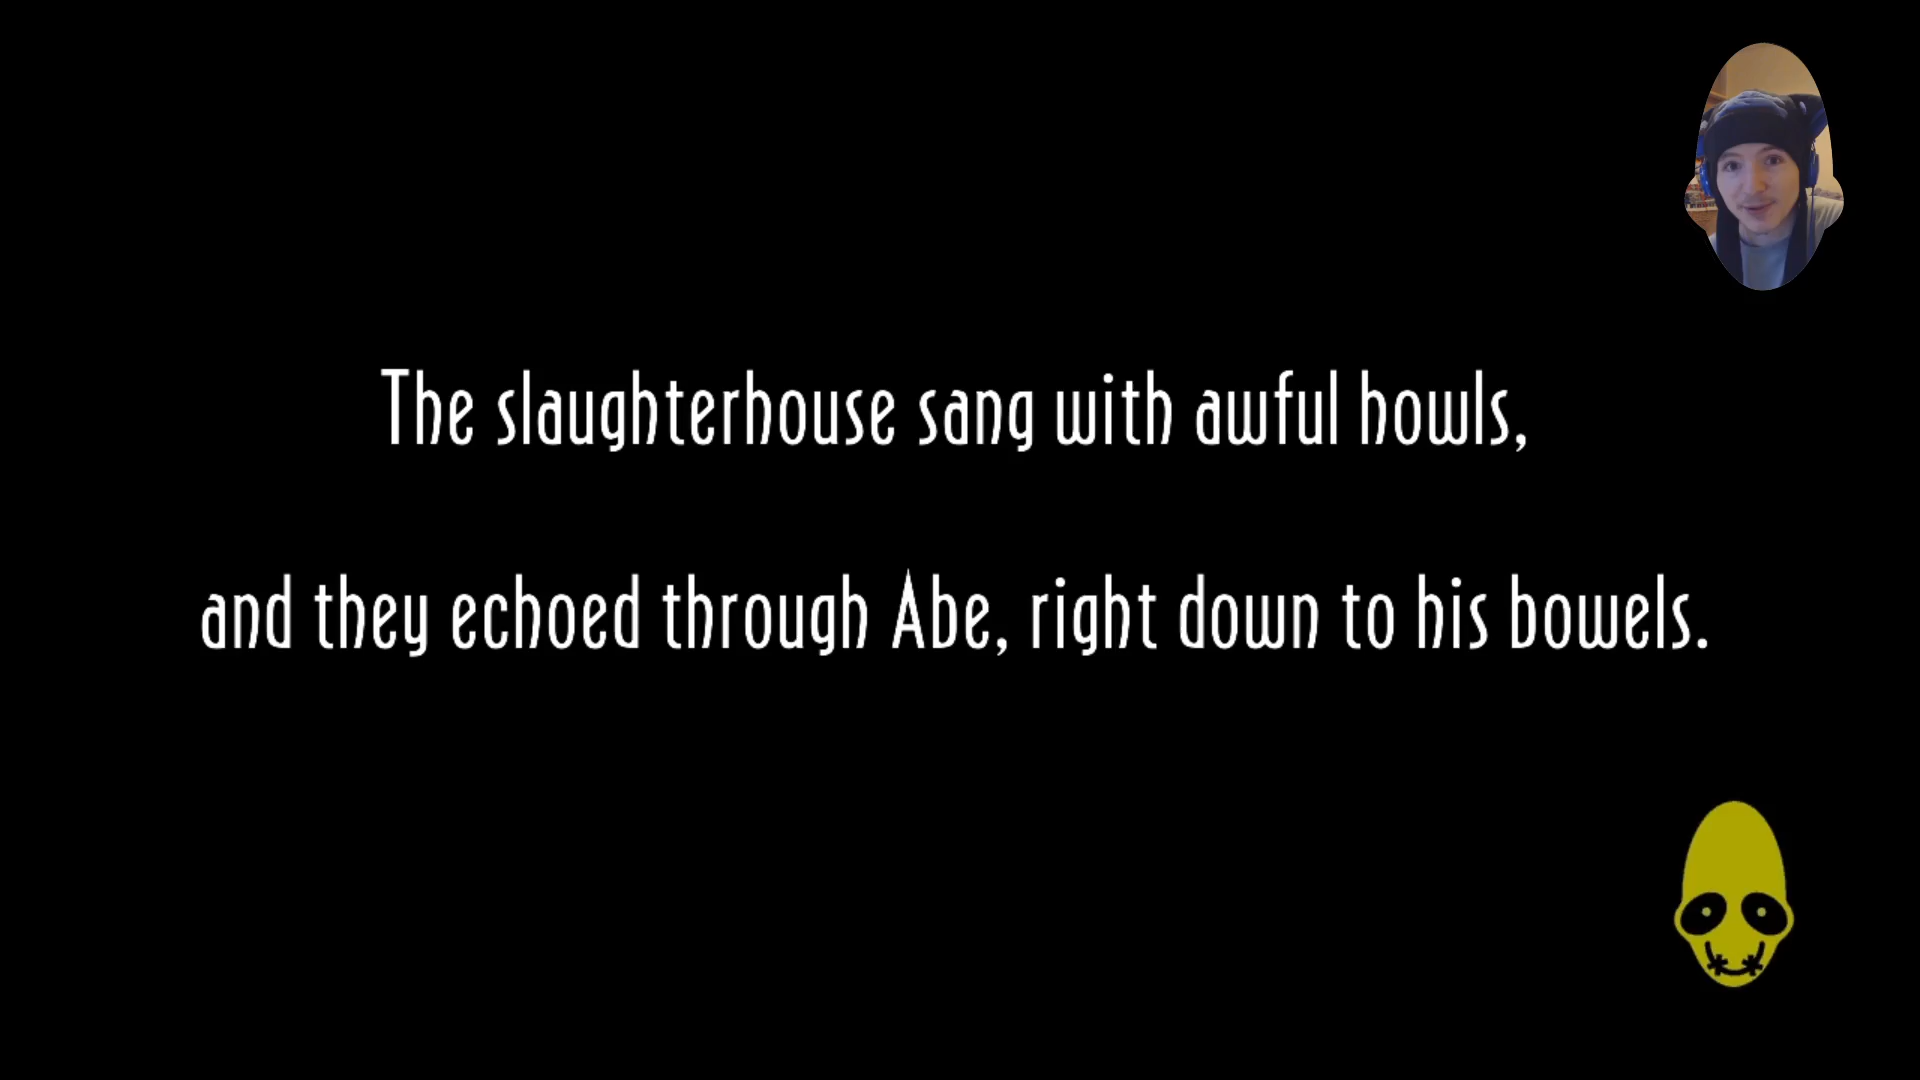 The slaughterhouse sang with awful howls,
and they echoed through Abe, right down to his bowels.